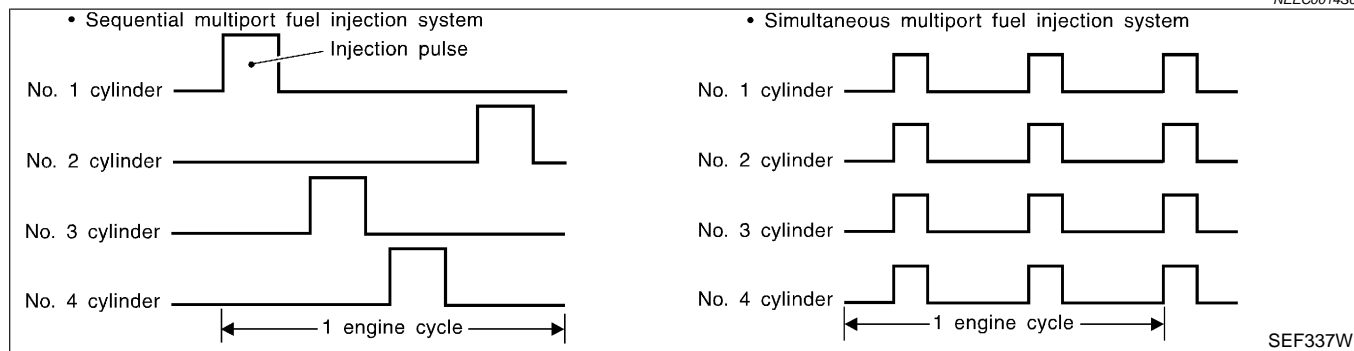 • Sequential multiport fuel injection system
Injection pulse
No. 1 cylinder
No. 2 cylinder
No. 3 cylinder
No. 4 cylinder
1 engine cycle
• Simultaneous multiport fuel injection system
No. 1 cylinder
No. 2 cylinder
No. 3 cylinder
No. 4 cylinder
1 engine cycle
SEF337W